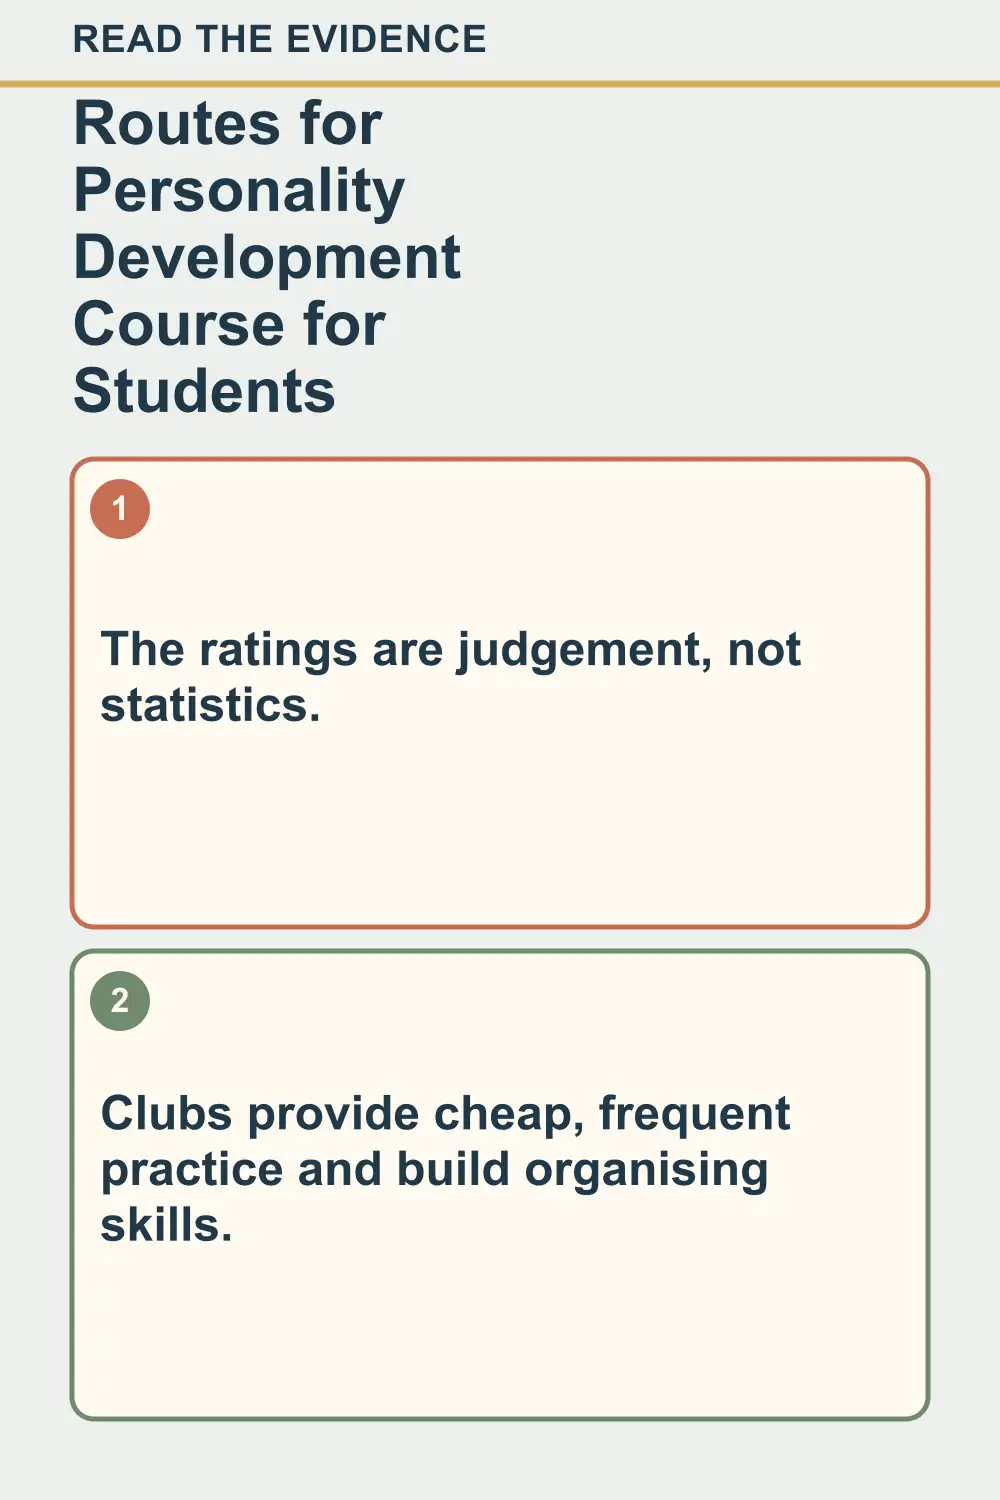 READ THE EVIDENCE
Routes for
Personality
Development
Course for
Students
1
The ratings are judgement, not
statistics.
2
Clubs provide cheap, frequent
practice and build organising
skills.